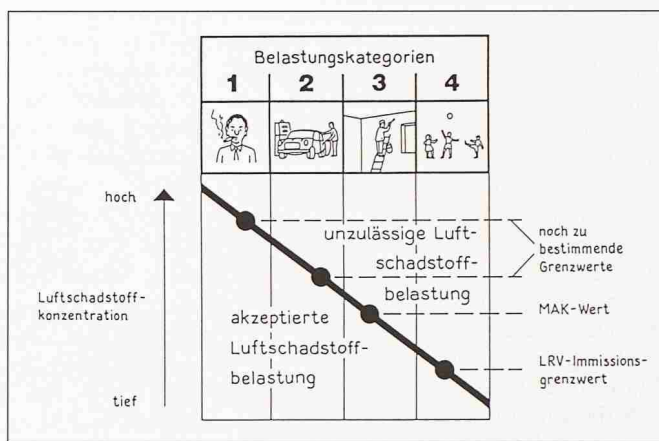 Belastungskategorien
1 2 3 4
hoch
unzulässige Luft-
schadstoff-
belastung
noch zu
bestimmende
Grenzwerte
Luftschadstoff-
konzentration
akzeptierte
Luftschadstoff-
belastung
MAK-Wert
LRV-Immissions-
grenzwert
tief